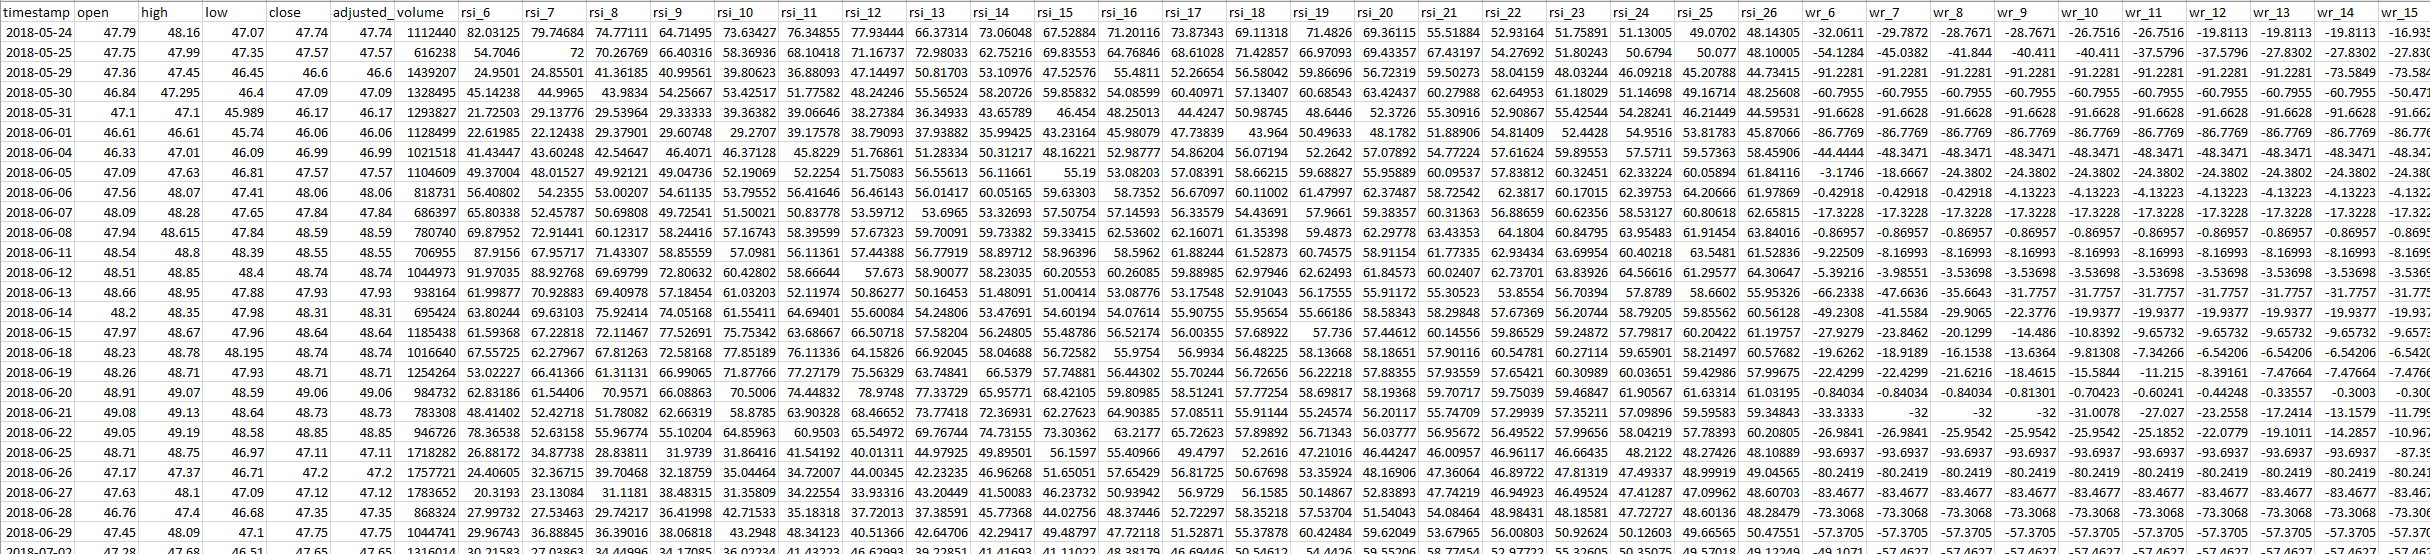 timestamp open high low close adjusted_ volume rsi_6 rsi_7 rsi_8 rsi_9 rsi_10 rsi_11 rsi_12 rsi_13 rsi_14 rsi_15 rsi_16 rsi_17 rsi_18 rsi_19 rsi_20 rsi_21 rsi_22 rsi_23 rsi_24 rsi_25 rsi_26 wr_6 wr_7 wr_8 wr_9 wr_10 wr_11 wr_12 wr_13 wr_14 wr_15
2018-05-24 47.79 48.16 47.07 47.74 47.74 1112440 82.03125 79.74684 74.77111 64.71495 73.63427 76.34855 77.93444 66.37314 73.06048 67.52884 71.20116 73.87343 69.11318 71.4826 69.36115 55.51884 52.93164 51.75891 51.13005 49.0702 48.14305 -32.0611 -29.7872 -28.7671 -28.7671 -26.7516 -26.7516 -19.8113 -19.8113 -19.8113 -16.935
2018-05-25 47.75 47.99 47.35 47.57 47.57 616238 54.7046 72 70.26769 66.40316 58.36936 68.10418 71.16737 72.98033 62.75216 69.83553 64.76846 68.61028 71.42857 66.97093 69.43357 67.43197 54.27692 51.80243 50.6794 50.077 48.10005 -54.1284 -45.0382 -41.844 -40.411 -40.411 -37.5796 -37.5796 -27.8302 -27.8302 -27.830
2018-05-29 47.36 47.45 46.45 46.6 46.6 1439207 24.9501 24.85501 41.36185 40.99561 39.80623 36.88093 47.14497 50.81703 53.10976 47.52576 55.4811 52.26654 56.58042 59.86696 56.72319 59.50273 58.04159 48.03244 46.09218 45.20788 44.73415 -91.2281 -91.2281 -91.2281 -91.2281 -91.2281 -91.2281 -91.2281 -91.2281 -73.5849 -73.584
2018-05-30 46.84 47.295 46.4 47.09 47.09 1328495 45.14238 44.9965 43.9834 54.25667 53.42517 51.77582 48.24246 55.56524 58.20726 59.85832 54.08599 60.40971 57.13407 60.68543 63.42437 60.27988 62.64953 61.18029 51.14698 49.16714 48.25608 -60.7955 -60.7955 -60.7955 -60.7955 -60.7955 -60.7955 -60.7955 -60.7955 -60.7955 -50.471
2018-05-31 47.1 47.1 45.989 46.17 46.17 1293827 21.72503 29.13776 29.53964 29.33333 39.36382 39.06646 38.27384 36.34933 43.65789 46.454 48.25013 44.4247 50.98745 48.6446 52.3726 55.30916 52.90867 55.42544 54.28241 46.21449 44.59531 -91.6628 -91.6628 -91.6628 -91.6628 -91.6628 -91.6628 -91.6628 -91.6628 -91.6628 -91.662
2018-06-01 46.61 46.61 45.74 46.06 46.06 1128499 22.61985 22.12438 29.37901 29.60748 29.2707 39.17578 38.79093 37.93882 35.99425 43.23164 45.98079 47.73839 43.964 50.49633 48.1782 51.88906 54.81409 52.4428 54.9516 53.81783 45.87066 -86.7769 -86.7769 -86.7769 -86.7769 -86.7769 -86.7769 -86.7769 -86.7769 -86.7769 -86.776
2018-06-04 46.33 47.01 46.09 46.99 46.99 1021518 41.43447 43.60248 42.54647 46.4071 46.37128 45.8229 51.76861 51.28334 50.31217 48.16221 52.98777 54.86204 56.07194 52.2642 57.07892 54.77224 57.61624 59.89553 57.5711 59.57363 58.45906 -44.4444 -48.3471 -48.3471 -48.3471 -48.3471 -48.3471 -48.3471 -48.3471 -48.3471 -48.347
2018-06-05 47.09 47.63 46.81 47.57 47.57 1104609 49.37004 48.01527 49.92121 49.04736 52.19069 52.2254 51.75083 56.55613 56.11661 55.19 53.08203 57.08391 58.66215 59.68827 55.95889 60.09537 57.83812 60.32451 62.33224 60.05894 61.84116 -3.1746 -18.6667 -24.3802 -24.3802 -24.3802 -24.3802 -24.3802 -24.3802 -24.3802 -24.380
2018-06-06 47.56 48.07 47.41 48.06 48.06 818731 56.40802 54.2355 53.00207 54.61135 53.79552 56.41646 56.46143 56.01417 60.05165 59.63303 58.7352 56.67097 60.11002 61.47997 62.37487 58.72542 62.3817 60.17015 62.39753 64.20666 61.97869 -0.42918 -0.42918 -0.42918 -4.13223 -4.13223 -4.13223 -4.13223 -4.13223 -4.13223 -4.132
2018-06-07 48.09 48.28 47.65 47.84 47.84 686397 65.80338 52.45787 50.69808 49.72541 51.50021 50.83778 53.59712 53.6965 53.32693 57.50754 57.14593 56.33579 54.43691 57.9661 59.38357 60.31363 56.88659 60.62356 58.53127 60.80618 62.65815 -17.3228 -17.3228 -17.3228 -17.3228 -17.3228 -17.3228 -17.3228 -17.3228 -17.3228 -17.322
2018-06-08 47.94 48.615 47.84 48.59 48.59 780740 69.87952 72.91441 60.12317 58.24416 57.16743 58.39599 57.67323 59.70091 59.73382 59.33415 62.53602 62.16071 61.35398 59.4873 62.29778 63.43353 64.1804 60.84795 63.95483 61.91454 63.84016 -0.86957 -0.86957 -0.86957 -0.86957 -0.86957 -0.86957 -0.86957 -0.86957 -0.86957 -0.8695
2018-06-11 48.54 48.8 48.39 48.55 48.55 706955 87.9156 67.95717 71.43307 58.85559 57.0981 56.11361 57.44388 56.77919 58.89712 58.96396 58.5962 61.88244 61.52873 60.74575 58.91154 61.77335 62.93434 63.69954 60.40218 63.5481 61.52836 -9.22509 -8.16993 -8.16993 -8.16993 -8.16993 -8.16993 -8.16993 -8.16993 -8.16993 -8.1699
2018-06-12 48.51 48.85 48.4 48.74 48.74 1044973 91.97035 88.92768 69.69799 72.80632 60.42802 58.66644 57.673 58.90077 58.23035 60.20553 60.26085 59.88985 62.97946 62.62493 61.84573 60.02407 62.73701 63.83926 64.56616 61.29577 64.30647 -5.39216 -3.98551 -3.53698 -3.53698 -3.53698 -3.53698 -3.53698 -3.53698 -3.53698 -3.5369
2018-06-13 48.66 48.95 47.88 47.93 47.93 938164 61.99877 70.92883 69.40978 57.18454 61.03203 52.11974 50.86277 50.16453 51.48091 51.00414 53.08776 53.17548 52.91043 56.17555 55.91172 55.30523 53.8554 56.70394 57.8789 58.6602 55.95326 -66.2338 -47.6636 -35.6643 -31.7757 -31.7757 -31.7757 -31.7757 -31.7757 -31.7757 -31.775
2018-06-14 48.2 48.35 47.98 48.31 48.31 695424 63.80244 69.63103 75.92414 74.05168 61.55411 64.69401 55.60084 54.24806 53.47691 54.60194 54.07614 55.90755 55.95654 55.66186 58.58343 58.29848 57.67369 56.20744 58.79205 59.85562 60.56128 -49.2308 -41.5584 -29.9065 -22.3776 -19.9377 -19.9377 -19.9377 -19.9377 -19.9377 -19.937
2018-06-15 47.97 48.67 47.96 48.64 48.64 1185438 61.59368 67.22818 72.11467 77.52691 75.75342 63.68667 66.50718 57.58204 56.24805 55.48786 56.52174 56.00355 57.68922 57.736 57.44612 60.14556 59.86529 59.24872 57.79817 60.20422 61.19757 -27.9279 -23.8462 -20.1299 -14.486 -10.8392 -9.65732 -9.65732 -9.65732 -9.65732 -9.6573
2018-06-18 48.23 48.78 48.195 48.74 48.74 1016640 67.55725 62.27967 67.81263 72.58168 77.85189 76.11336 64.15826 66.92045 58.04688 56.72582 55.9754 56.9934 56.48225 58.13668 58.18651 57.90116 60.54781 60.27114 59.65901 58.21497 60.57682 -19.6262 -18.9189 -16.1538 -13.6364 -9.81308 -7.34266 -6.54206 -6.54206 -6.54206 -6.5420
2018-06-19 48.26 48.71 47.93 48.71 48.71 1254264 53.02227 66.41366 61.31131 66.99065 71.87766 77.27179 75.56329 63.74841 66.5379 57.74881 56.44302 55.70244 56.72656 56.22218 57.88355 57.93559 57.65421 60.30989 60.03651 59.42986 57.99675 -22.4299 -22.4299 -21.6216 -18.4615 -15.5844 -11.215 -8.39161 -7.47664 -7.47664 -7.4766
2018-06-20 48.91 49.07 48.59 49.06 49.06 984732 62.83186 61.54406 70.9571 66.08863 70.5006 74.44832 78.9748 77.33729 65.95771 68.42105 59.80985 58.51241 57.77254 58.69817 58.19368 59.70717 59.75039 59.46847 61.90567 61.63314 61.03195 -0.84034 -0.84034 -0.84034 -0.81301 -0.70423 -0.60241 -0.44248 -0.33557 -0.3003 -0.300
2018-06-21 49.08 49.13 48.64 48.73 48.73 783308 48.41402 52.42718 51.78082 62.66319 58.8785 63.90328 68.46652 73.77418 72.36931 62.27623 64.90385 57.08511 55.91144 55.24574 56.20117 55.74709 57.29939 57.35211 57.09896 59.59583 59.34843 -33.3333 -32 -32 -32 -31.0078 -27.027 -23.2558 -17.2414 -13.1579 -11.795
2018-06-22 49.05 49.19 48.58 48.85 48.85 946726 78.36538 52.63158 55.96774 55.10204 64.85963 60.9503 65.54972 69.76744 74.73155 73.30362 63.2177 65.72623 57.89892 56.71343 56.03777 56.95672 56.49522 57.99656 58.04219 57.78393 60.20805 -26.9841 -26.9841 -25.9542 -25.9542 -25.9542 -25.1852 -22.0779 -19.1011 -14.2857 -10.967
2018-06-25 48.71 48.75 46.97 47.11 47.11 1718282 26.88172 34.87738 28.83811 31.9739 31.86416 41.54192 40.01311 44.97925 49.89501 56.1597 55.40966 49.4797 52.2616 47.21016 46.44247 46.00957 46.96117 46.66435 48.2122 48.27426 48.10889 -93.6937 -93.6937 -93.6937 -93.6937 -93.6937 -93.6937 -93.6937 -93.6937 -93.6937 -87.39
2018-06-26 47.17 47.37 46.71 47.2 47.2 1757721 24.40605 32.36715 39.70468 32.18759 35.04464 34.72007 44.00345 42.23235 46.96268 51.65051 57.65429 56.81725 50.67698 53.35924 48.16906 47.36064 46.89722 47.81319 47.49337 48.99919 49.04565 -80.2419 -80.2419 -80.2419 -80.2419 -80.2419 -80.2419 -80.2419 -80.2419 -80.2419 -80.241
2018-06-27 47.63 48.1 47.09 47.12 47.12 1783652 20.3193 23.13084 31.1181 38.48315 31.35809 34.22554 33.93316 43.20449 41.50083 46.23732 50.93942 56.9729 56.1585 50.14867 52.83893 47.74219 46.94923 46.49524 47.41287 47.09962 48.60703 -83.4677 -83.4677 -83.4677 -83.4677 -83.4677 -83.4677 -83.4677 -83.4677 -83.4677 -83.467
2018-06-28 46.76 47.4 46.68 47.35 47.35 868324 27.99732 27.53463 29.74217 36.41998 42.71533 35.18318 37.72013 37.38591 45.77368 44.02756 48.37446 52.72297 58.35218 57.53704 51.54043 54.08464 48.98431 48.18581 47.72727 48.60136 48.28479 -73.3068 -73.3068 -73.3068 -73.3068 -73.3068 -73.3068 -73.3068 -73.3068 -73.3068 -73.306
2018-06-29 47.45 48.09 47.1 47.75 47.75 1044741 29.96743 36.88845 36.39016 38.06818 43.2948 48.34123 40.51366 42.64706 42.29417 49.48797 47.72118 51.52871 55.37878 60.42484 59.62049 53.67965 56.00803 50.92624 50.12603 49.66565 50.47551 -57.3705 -57.3705 -57.3705 -57.3705 -57.3705 -57.3705 -57.3705 -57.3705 -57.3705 -57.370
2018-07-02 47.28 47.68 46.51 47.65 47.65 1316014 30.21583 27.03863 34.44996 34.17085 36.02234 41.43223 46.62993 39.22851 41.41693 41.11022 48.38179 46.69446 50.54612 54.4426 59.55206 58.77454 52.97722 55.32605 50.35075 49.57018 49.12249 -49.1071 -57.4627 -57.4627 -57.4627 -57.4627 -57.4627 -57.4627 -57.4627 -57.4627 -57.462